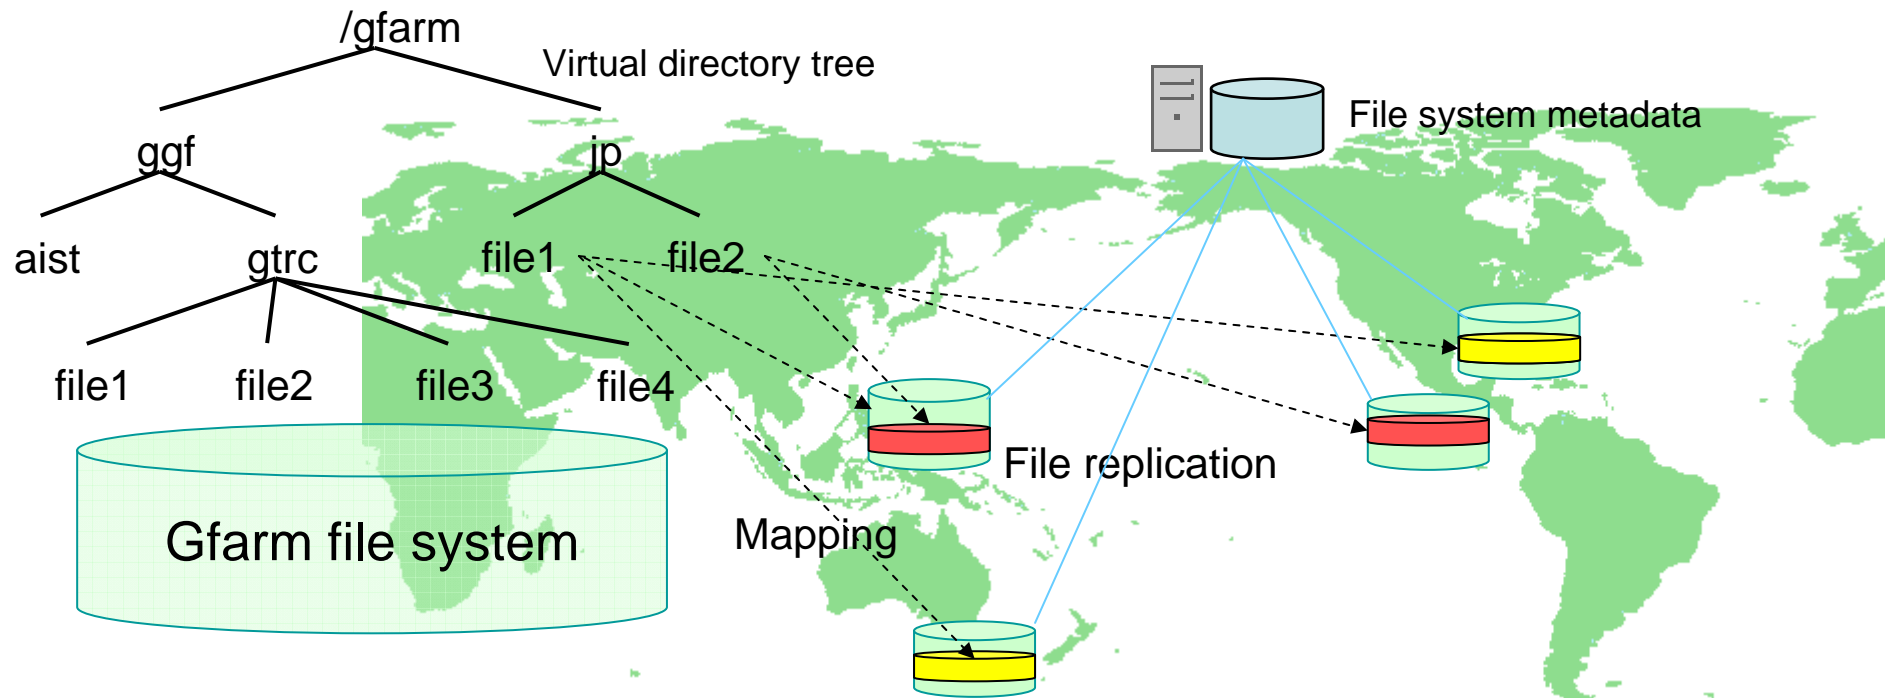 /gfarm
Virtual directory tree
File system metadata
ggf
jp
aist
gtrc
file1
file2
file1
file2
file3
file4
File replication
Gfarm file system
Mapping